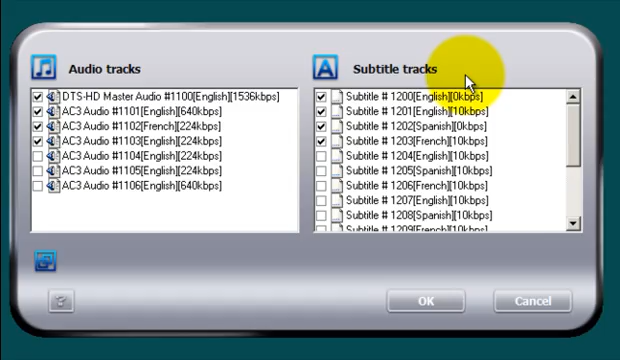 Audio tracks
DTS-HD Master Audio #1100[English][1536kbps]
AC3 Audio #1101[English][640kbps]
AC3 Audio #1102[French][224kbps]
AC3 Audio #1103[English][224kbps]
AC3 Audio #1104[English][224kbps]
AC3 Audio #1105[English][224kbps]
AC3 Audio #1106[English][640kbps]
Subtitle tracks
Subtitle # 1200[English][0kbps]
Subtitle # 1201[English][10kbps]
Subtitle # 1202[Spanish][0kbps]
Subtitle # 1203[French][10kbps]
Subtitle # 1204[English][10kbps]
Subtitle # 1205[Spanish][10kbps]
Subtitle # 1206[French][10kbps]
Subtitle # 1207[English][10kbps]
Subtitle # 1208[Spanish][10kbps]
Subtitle # 1209[French][10kbps]
OK
Cancel